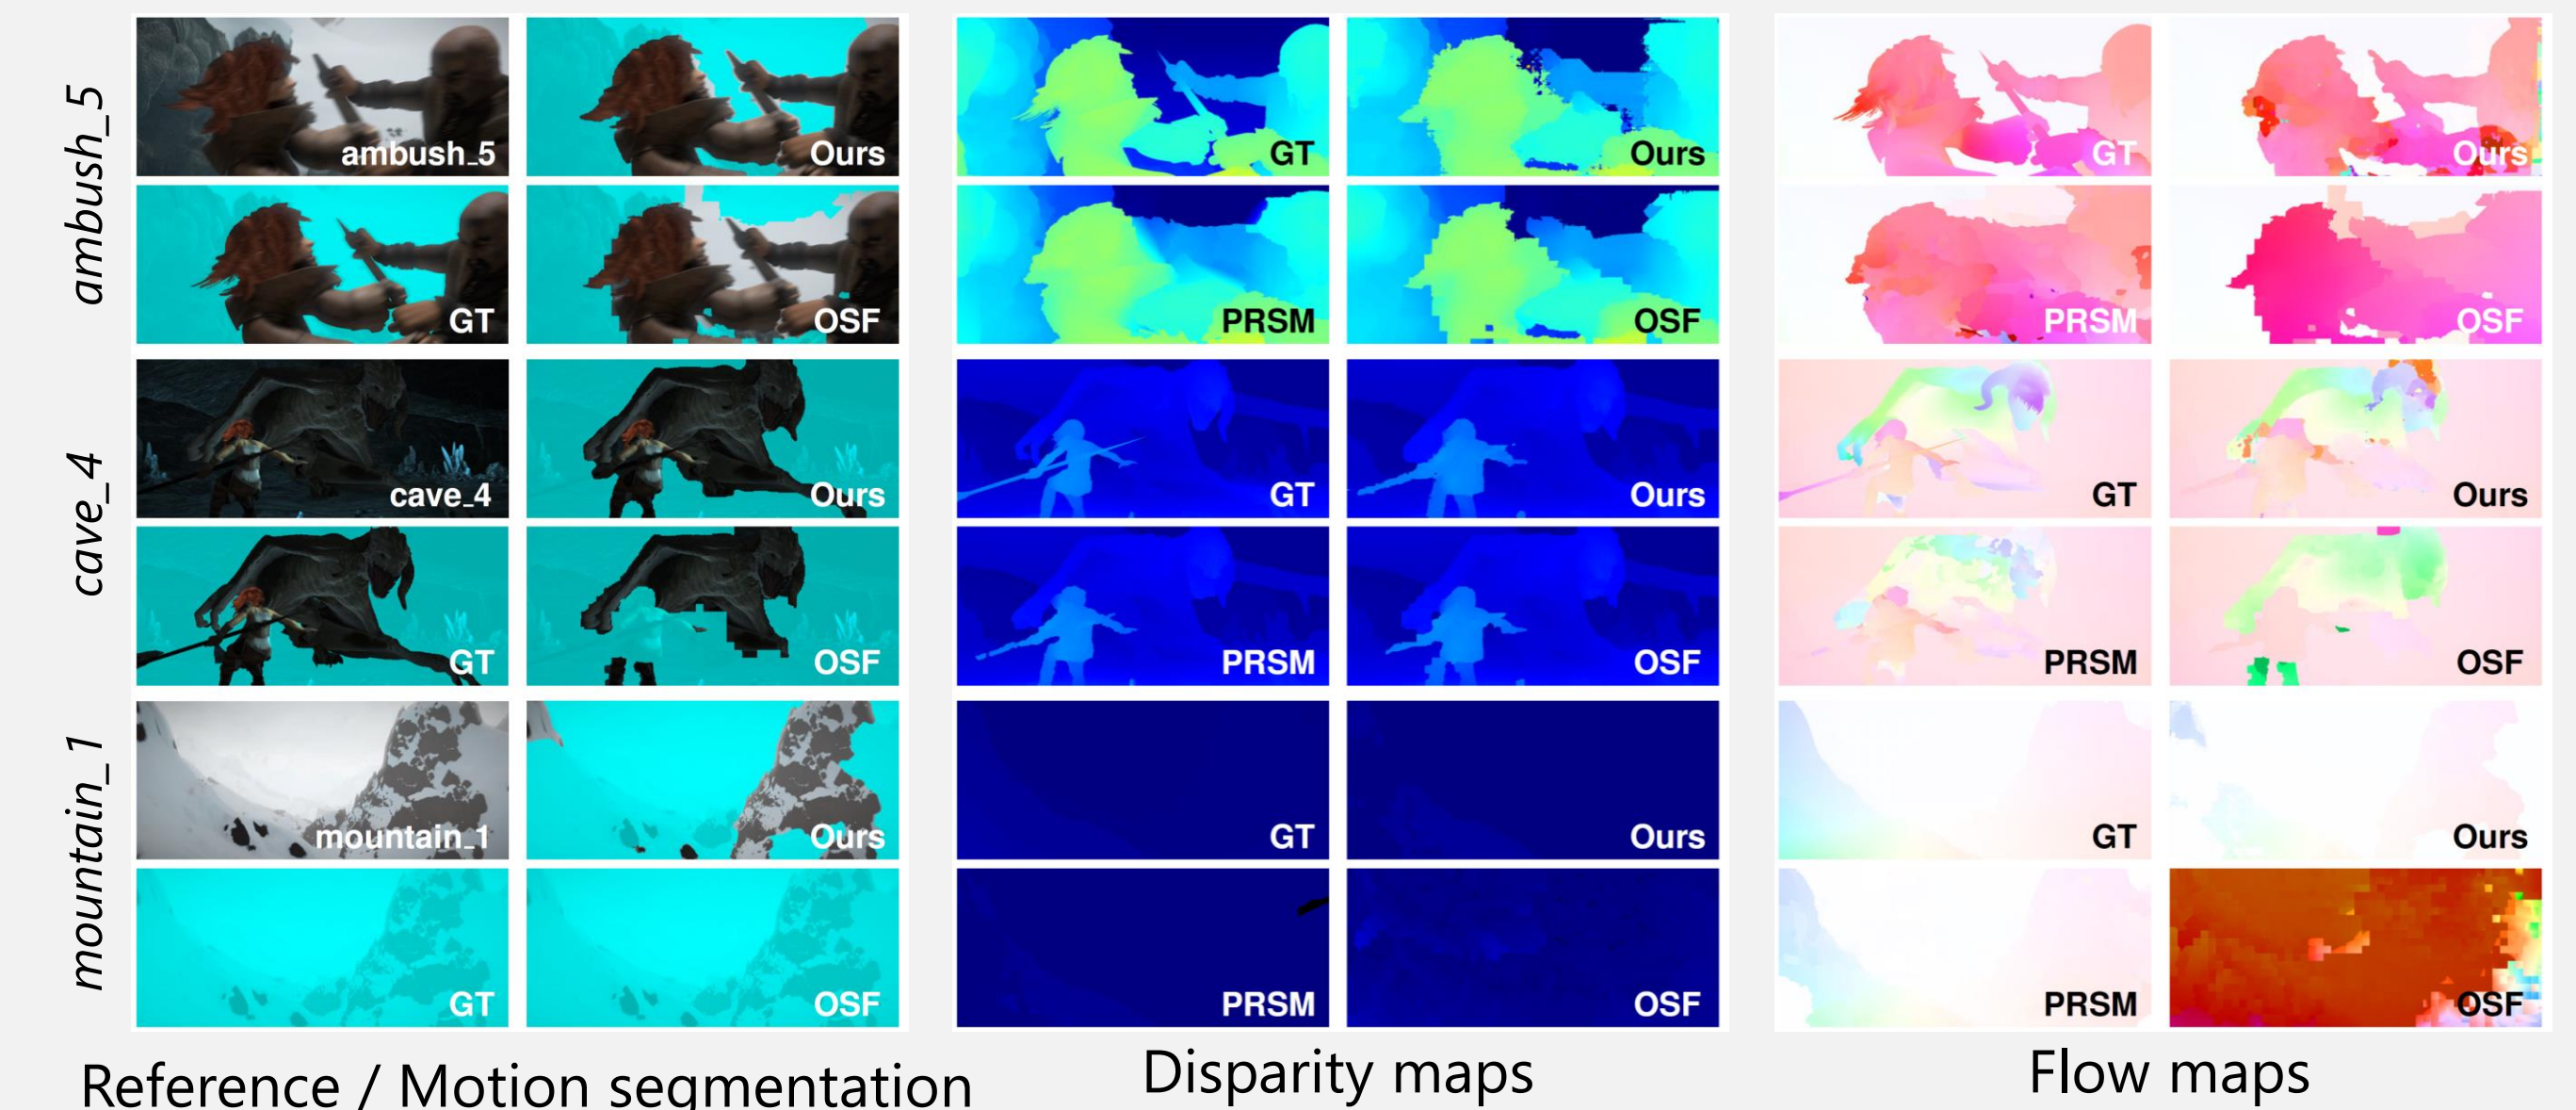 ambush_5
ambush_5
Ours
GT
Ours
GT
Ours
GT
OSF
PRSM
OSF
PRSM
OSF
cave_4
cave_4
Ours
GT
Ours
GT
Ours
GT
OSF
PRSM
OSF
PRSM
OSF
mountain_1
mountain_1
Ours
GT
Ours
GT
Ours
GT
OSF
PRSM
OSF
PRSM
OSF
Reference / Motion segmentation
Disparity maps
Flow maps